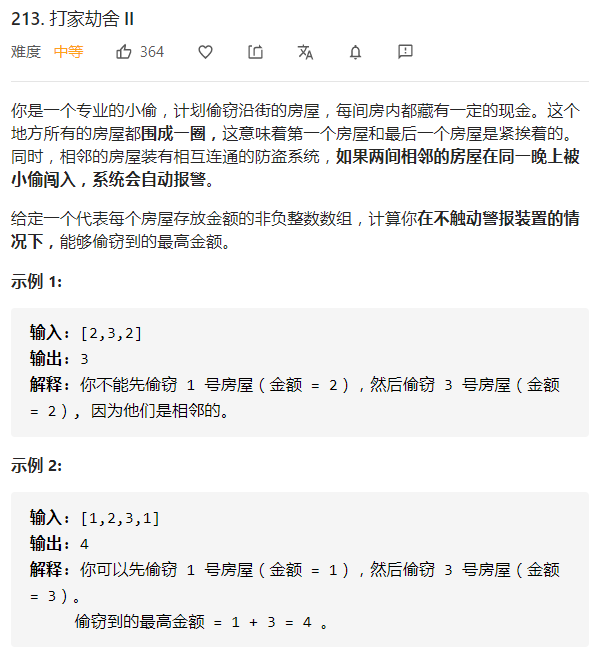 213. 打家劫舍 II
难度 中等 364
你是一个专业的小偷，计划偷窃沿街的房屋，每间房内都藏有一定的现金。这个
地方所有的房屋都围成一圈，这意味着第一个房屋和最后一个房屋是紧挨着的。
同时，相邻的房屋装有相互连通的防盗系统，如果两间相邻的房屋在同一晚上被
小偷闯入，系统会自动报警。
给定一个代表每个房屋存放金额的非负整数数组，计算你在不触动警报装置的情
况下，能够偷窃到的最高金额。
示例 1:
输入: [2,3,2]
输出: 3
解释: 你不能先偷窃 1 号房屋（金额 = 2），然后偷窃 3 号房屋（金额
= 2）, 因为他们是相邻的。
示例 2:
输入: [1,2,3,1]
输出: 4
解释: 你可以先偷窃 1 号房屋（金额 = 1），然后偷窃 3 号房屋（金额
= 3）。
偷窃到的最高金额 = 1 + 3 = 4 。